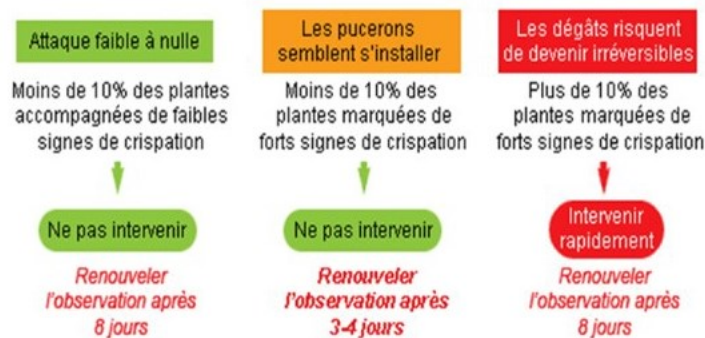 Attaque faible à nulle
Moins de 10% des plantes
accompagnées de faibles
signes de crispation
Ne pas intervenir
Renouveler
l'observation après
8 jours
Les pucerons
semblent s'installer
Moins de 10% des
plantes marquées de
forts signes de crispation
Ne pas intervenir
Renouveler
l'observation après
3-4 jours
Les dégâts risquent
de devenir irréversibles
Plus de 10% des
plantes marquées de
forts signes de crispation
Intervenir
rapidement
Renouveler
l'observation après
8 jours